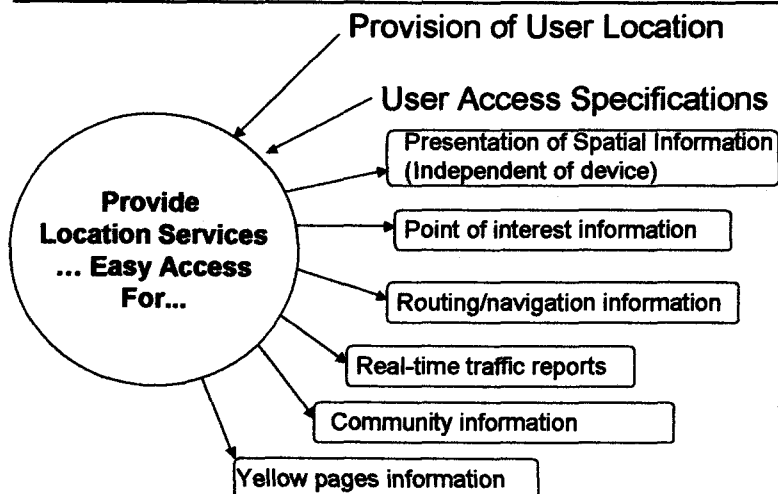 Provision of User Location
User Access Specifications
Presentation of Spatial Information
(Independent of device)
Provide
Location Services
... Easy Access
For...
Point of interest information
Routing/navigation information
Real-time traffic reports
Community information
Yellow pages information